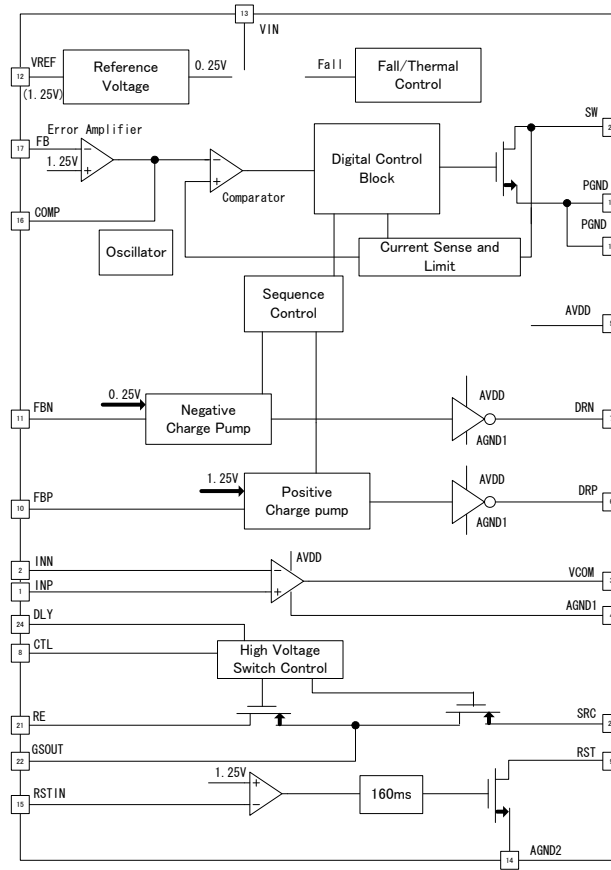 13
VIN
VREF
12
(1.25V)
Reference
Voltage
0.25V
Fall
Fall/Thermal
Control
Error Amplifier
FB
17
1.25V
Comparator
Digital Control
Block
SW
PGND
PGND
COMP
16
Oscillator
Current Sense and
Limit
Sequence
Control
AVDD
0.25V
FBN
11
Negative
Charge Pump
AVDD
AGND1
DRN
1.25V
FBP
10
Positive
Charge pump
AVDD
AGND1
DRP
INN
2
INP
1
AVDD
VCOM
AGND1
DLY
24
CTL
8
High Voltage
Switch Control
RE
21
SRC
GSOUT
22
1.25V
RSTIN
15
160ms
RST
14
AGND2